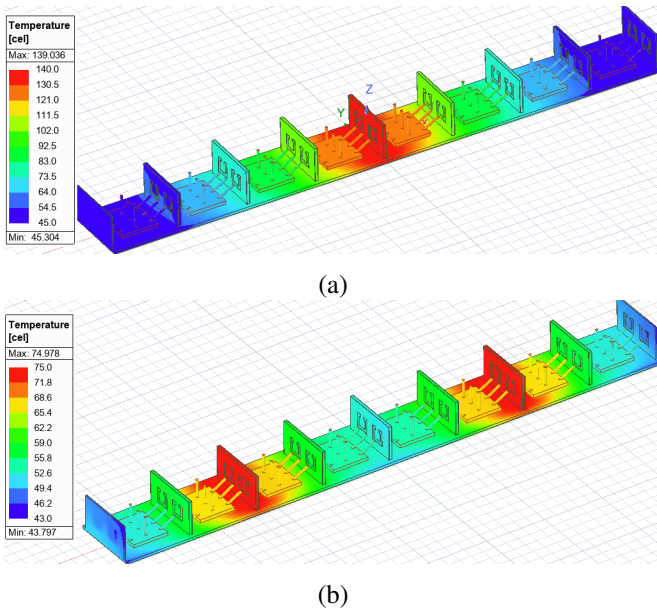 Temperature
[cel]
Max: 139.036
140.0
130.5
121.0
111.5
102.0
92.5
83.0
73.5
64.0
54.5
45.0
Min: 45.304
Z
Y
(a)
Temperature
[cel]
Max: 74.978
75.0
71.8
68.6
65.4
62.2
59.0
55.8
52.6
49.4
46.2
43.0
Min: 43.797
(b)